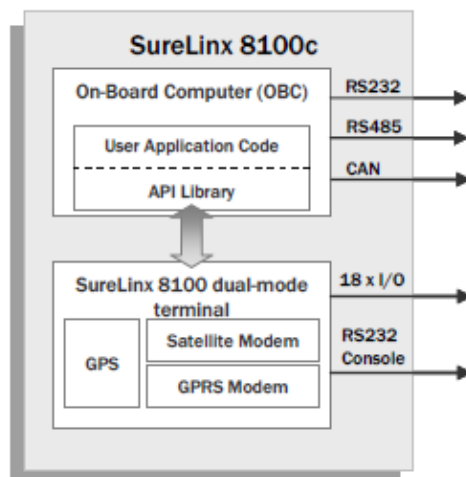 SureLinx 8100c
On-Board Computer (OBC)
User Application Code
API Library
RS232
RS485
CAN
SureLinx 8100 dual-mode
terminal
GPS
Satellite Modem
GPRS Modem
18 x I/O
RS232
Console